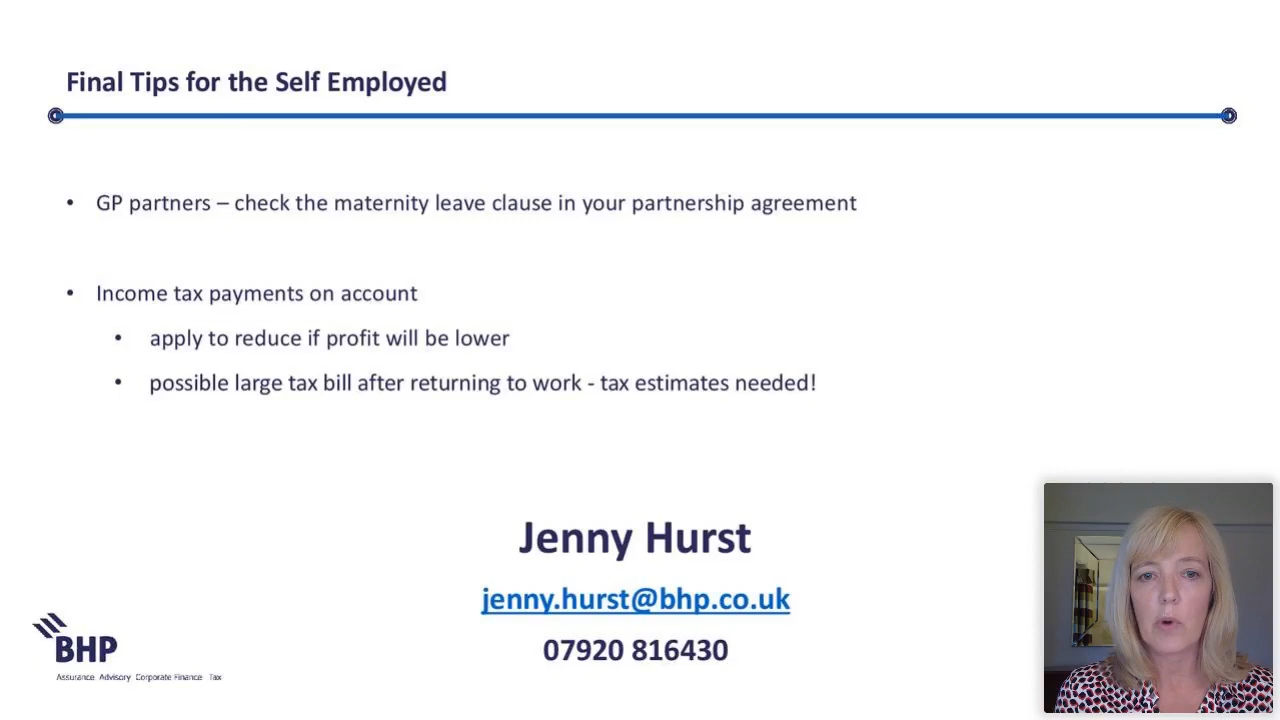 Final Tips for the Self Employed
• GP partners – check the maternity leave clause in your partnership agreement
• Income tax payments on account
• apply to reduce if profit will be lower
• possible large tax bill after returning to work - tax estimates needed!
Jenny Hurst
jenny.hurst@bhp.co.uk
07920 816430
BHP
Assurance Advisory Corporate Finance Tax